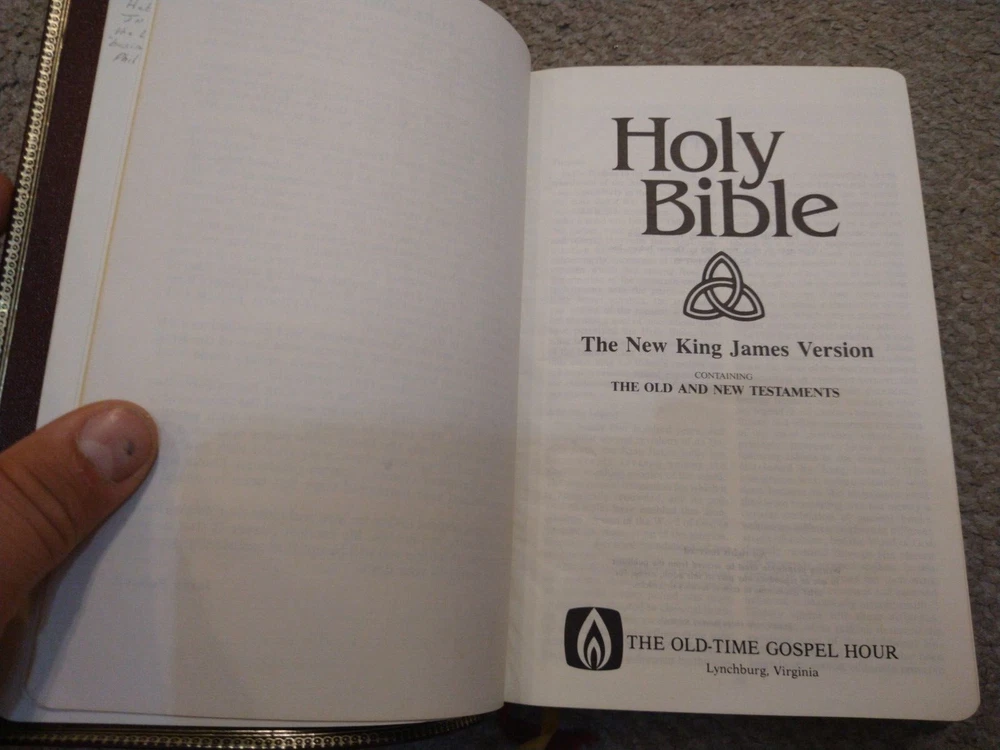 Holy
Bible
The New King James Version
CONTAINING
THE OLD AND NEW TESTAMENTS
THE OLD-TIME GOSPEL HOUR
Lynchburg, Virginia